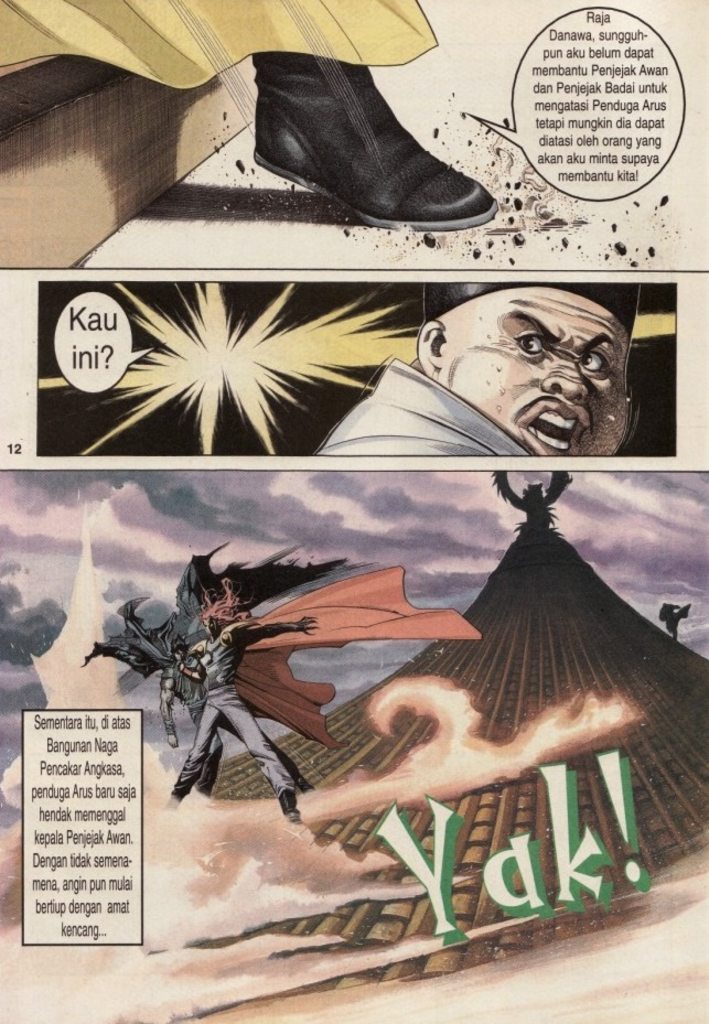 Raja
Danawa, sungguh-
pun aku belum dapat
membantu Penjejak Awan
dan Penjejak Badai untuk
mengatasi Penduga Arus
tetapi mungkin dia dapat
diatasi oleh orang yang
akan aku minta supaya
membantu kita!
Kau
ini?
12
Sementara itu, di atas
Bangunan Naga
Pencakar Angkasa,
penduga Arus baru saja
hendak memenggal
kepala Penjejak Awan.
Dengan tidak semena-
mena, angin pun mulai
bertiup dengan amat
kencang...
Yak!